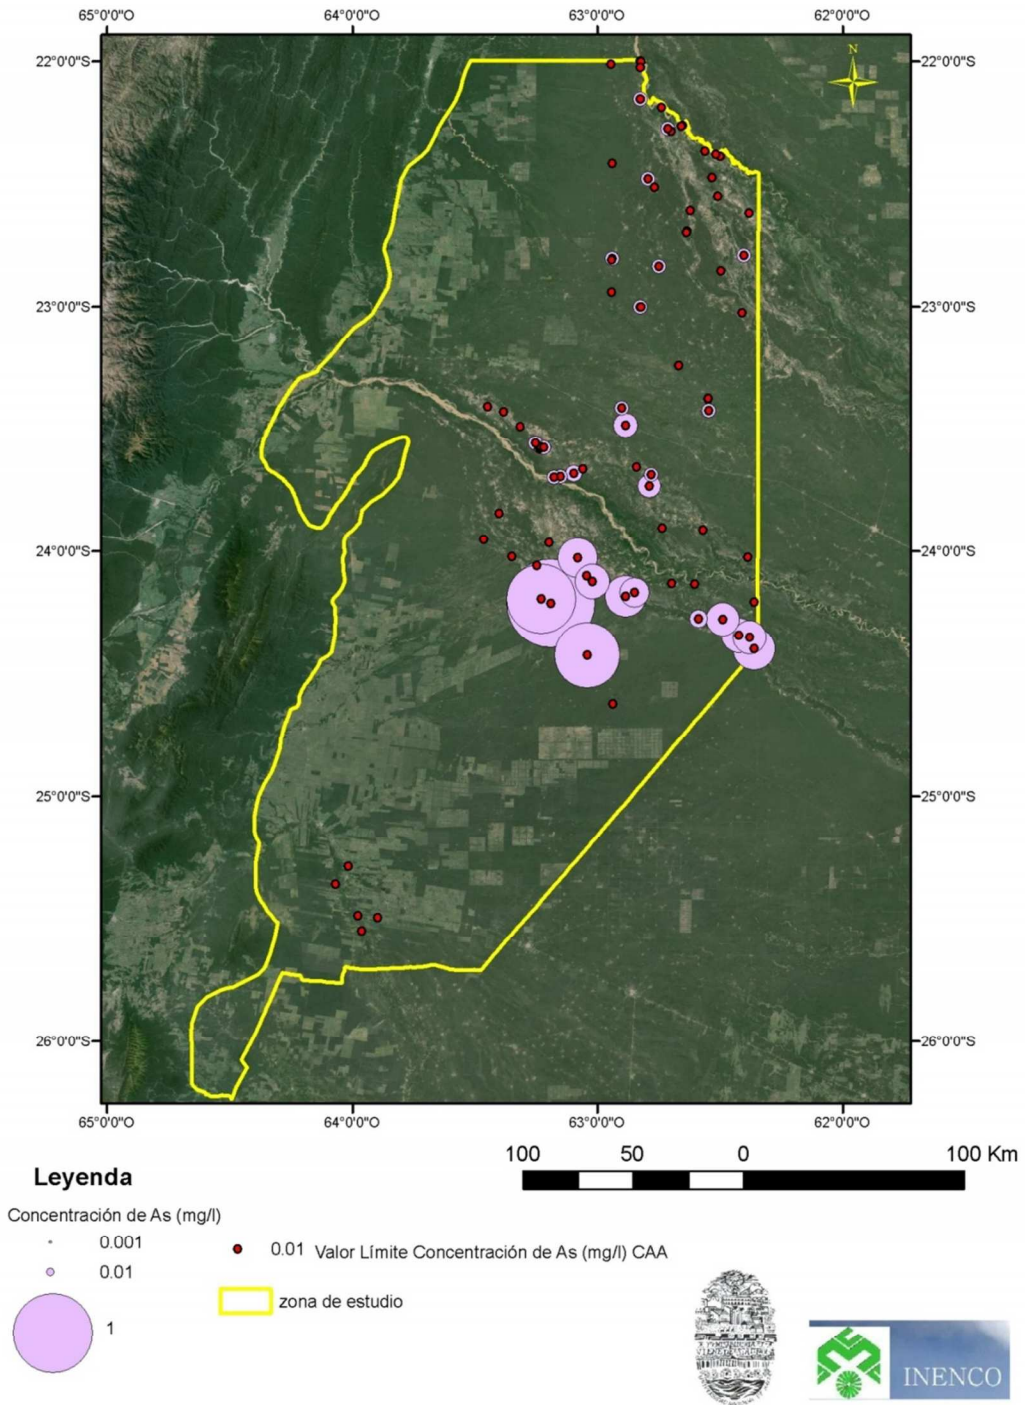 65°0'0"O 64°0'0"O 63°0'0"O 62°0'0"O
N
22°0'0"S 22°0'0"S
23°0'0"S 23°0'0"S
24°0'0"S 24°0'0"S
25°0'0"S 25°0'0"S
26°0'0"S 26°0'0"S
65°0'0"O 64°0'0"O 63°0'0"O 62°0'0"O
100 50 0 100 Km
Leyenda
Concentración de As (mg/l)
0.001
0.01 Valor Límite Concentración de As (mg/l) CAA
0.01
zona de estudio
1
INENCO